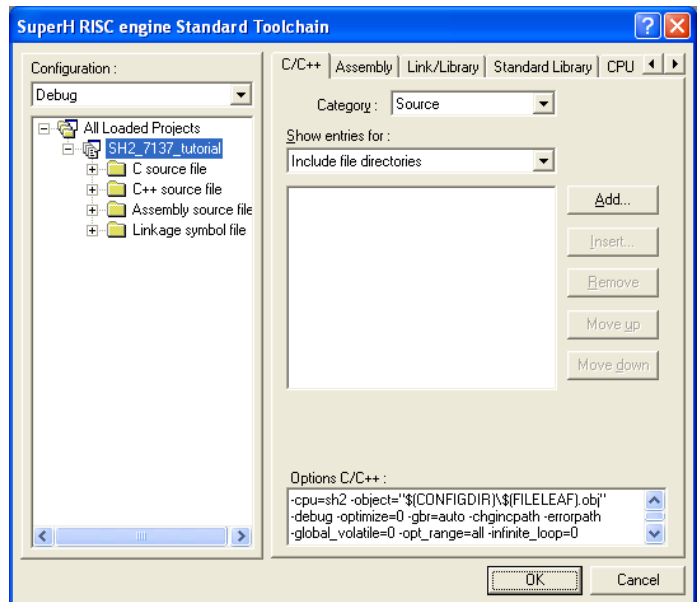 SuperH RISC engine Standard Toolchain
Configuration :
Debug
All Loaded Projects
SH2_7137_tutorial
C source file
C++ source file
Assembly source file
Linkage symbol file
C/C++ Assembly Link/Library Standard Library CPU
Category : Source
Show entries for :
Include file directories
Add...
Insert...
Remove
Move up
Move down
Options C/C++ :
-cpu=sh2 -object="$(CONFIGDIR)\$(FILELEAF).obj"
-debug -optimize=0 -gbr=auto -chgincpath -errorpath
-global_volatile=0 -opt_range=all -infinite_loop=0
OK Cancel